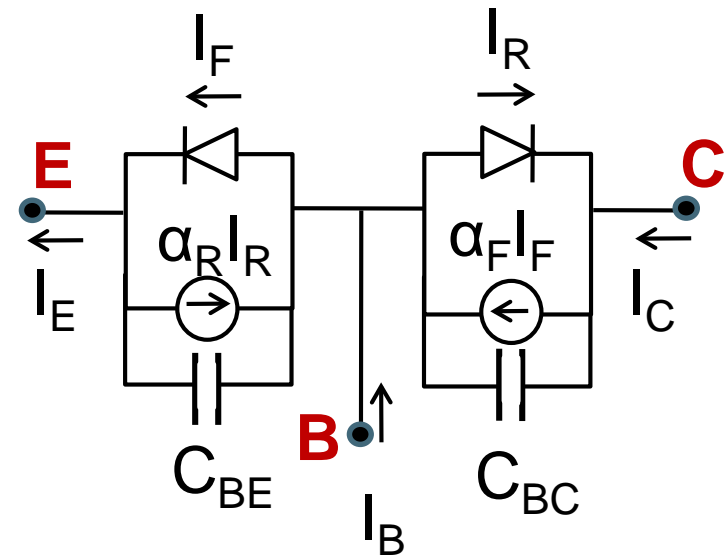 I_F
I_R
E
C
α_R I_R
α_F I_F
I_E
I_C
B
C_BE
C_BC
I_B